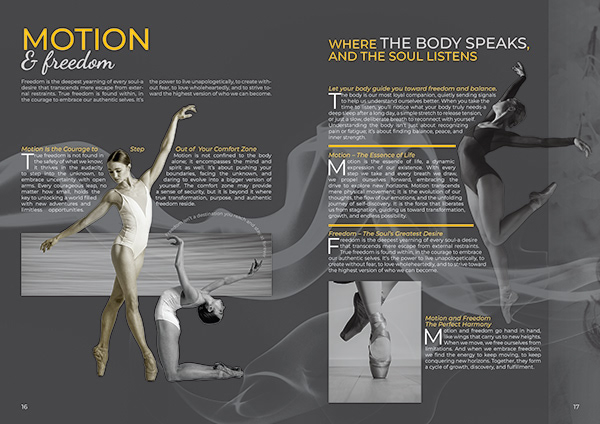 MOTION
& freedom
Freedom is the deepest yearning of every soul-a
desire that transcends mere escape from exter-
nal restraints. True freedom is found within, in
the courage to embrace our authentic selves. It's
the power to live unapologetically, to create with-
out fear, to love wholeheartedly, and to strive to-
ward the highest version of who we can become.
Motion is the Courage to Step Out of Your Comfort Zone
True freedom is not found in
the safety of what we know;
it thrives in the audacity
to step into the unknown, to
embrace uncertainty with open
arms. Every courageous leap, no
matter how small, holds the
key to unlocking a world filled
with new adventures and
limitless opportunities.
Motion is not confined to the body
alone; it encompasses the mind and
spirit as well. It's about pushing your
boundaries, facing the unknown, and
daring to evolve into a bigger version of
yourself. The comfort zone may provide
a sense of security, but it is beyond it where
true transformation, purpose, and authentic
freedom reside.
isn't a destination you reach
16
WHERE THE BODY SPEAKS,
AND THE SOUL LISTENS
Let your body guide you toward freedom and balance.
The body is our most loyal companion, quietly sending signals
to help us understand ourselves better. When you take the
time to listen, you'll notice what your body truly needs-a
deep sleep after a long day, a simple stretch to release tension,
or just a slow, deliberate breath to reconnect with yourself.
Understanding the body isn't just about recognizing
pain or fatigue; it's about finding balance, peace, and
inner strength.
Motion – The Essence of Life
Motion is the essence of life, a dynamic
expression of our existence. With every
step we take and every breath we draw,
we propel ourselves forward, embracing the
drive to explore new horizons. Motion transcends
mere physical movement; it is the evolution of our
thoughts, the flow of our emotions, and the unfolding
journey of self-discovery. It is the force that liberates
us from stagnation, guiding us toward transformation,
growth, and endless possibility.
Freedom – The Soul's Greatest Desire
Freedom is the deepest yearning of every soul-a desire
that transcends mere escape from external restraints.
True freedom is found within, in the courage to embrace
our authentic selves. It's the power to live unapologetically, to
create without fear, to love wholeheartedly, and to strive toward
the highest version of who we can become.
Motion and Freedom
The Perfect Harmony
Motion and freedom go hand in hand,
like wings that carry us to new heights.
When we move, we free ourselves from
limitations. And when we embrace freedom,
we find the energy to keep moving, to keep
conquering new horizons. Together, they form
a cycle of growth, discovery, and fulfillment.
17